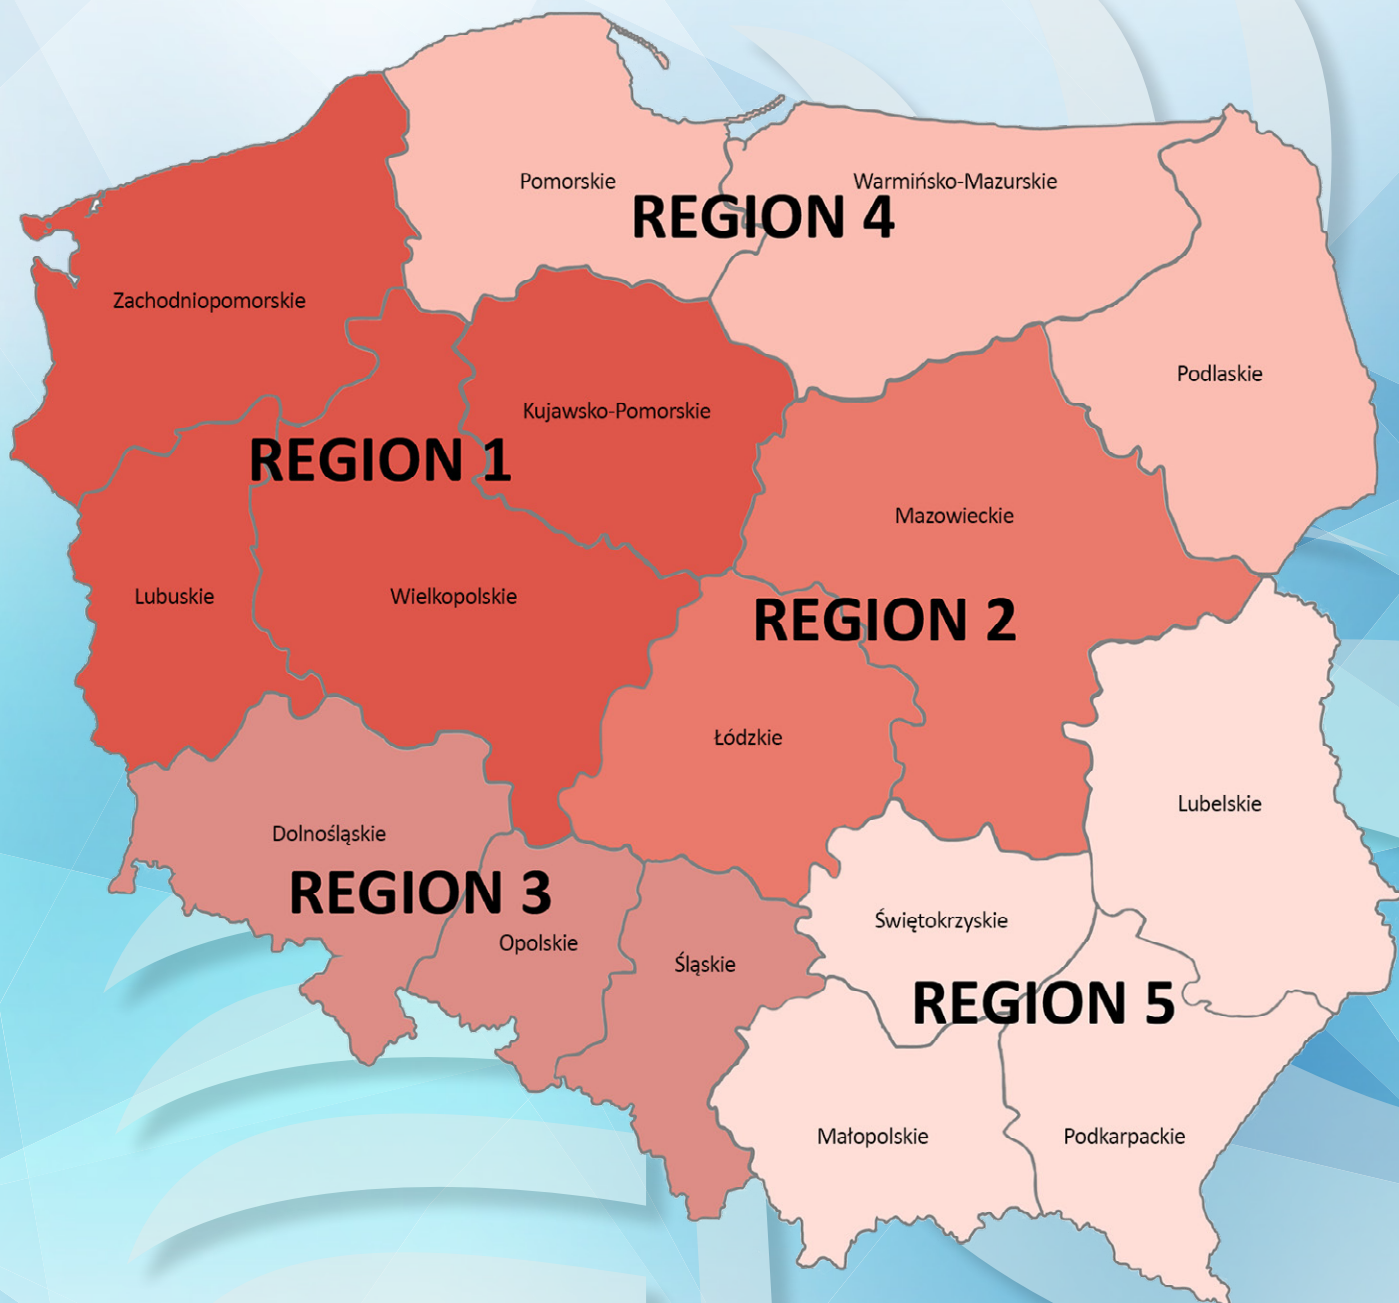 Pomorskie
Warmińsko-Mazurskie
REGION 4
Zachodniopomorskie
Podlaskie
Kujawsko-Pomorskie
REGION 1
Mazowieckie
Lubuskie
Wielkopolskie
REGION 2
Łódzkie
Lubelskie
Dolnośląskie
REGION 3
Świętokrzyskie
Opolskie
Śląskie
REGION 5
Małopolskie
Podkarpackie